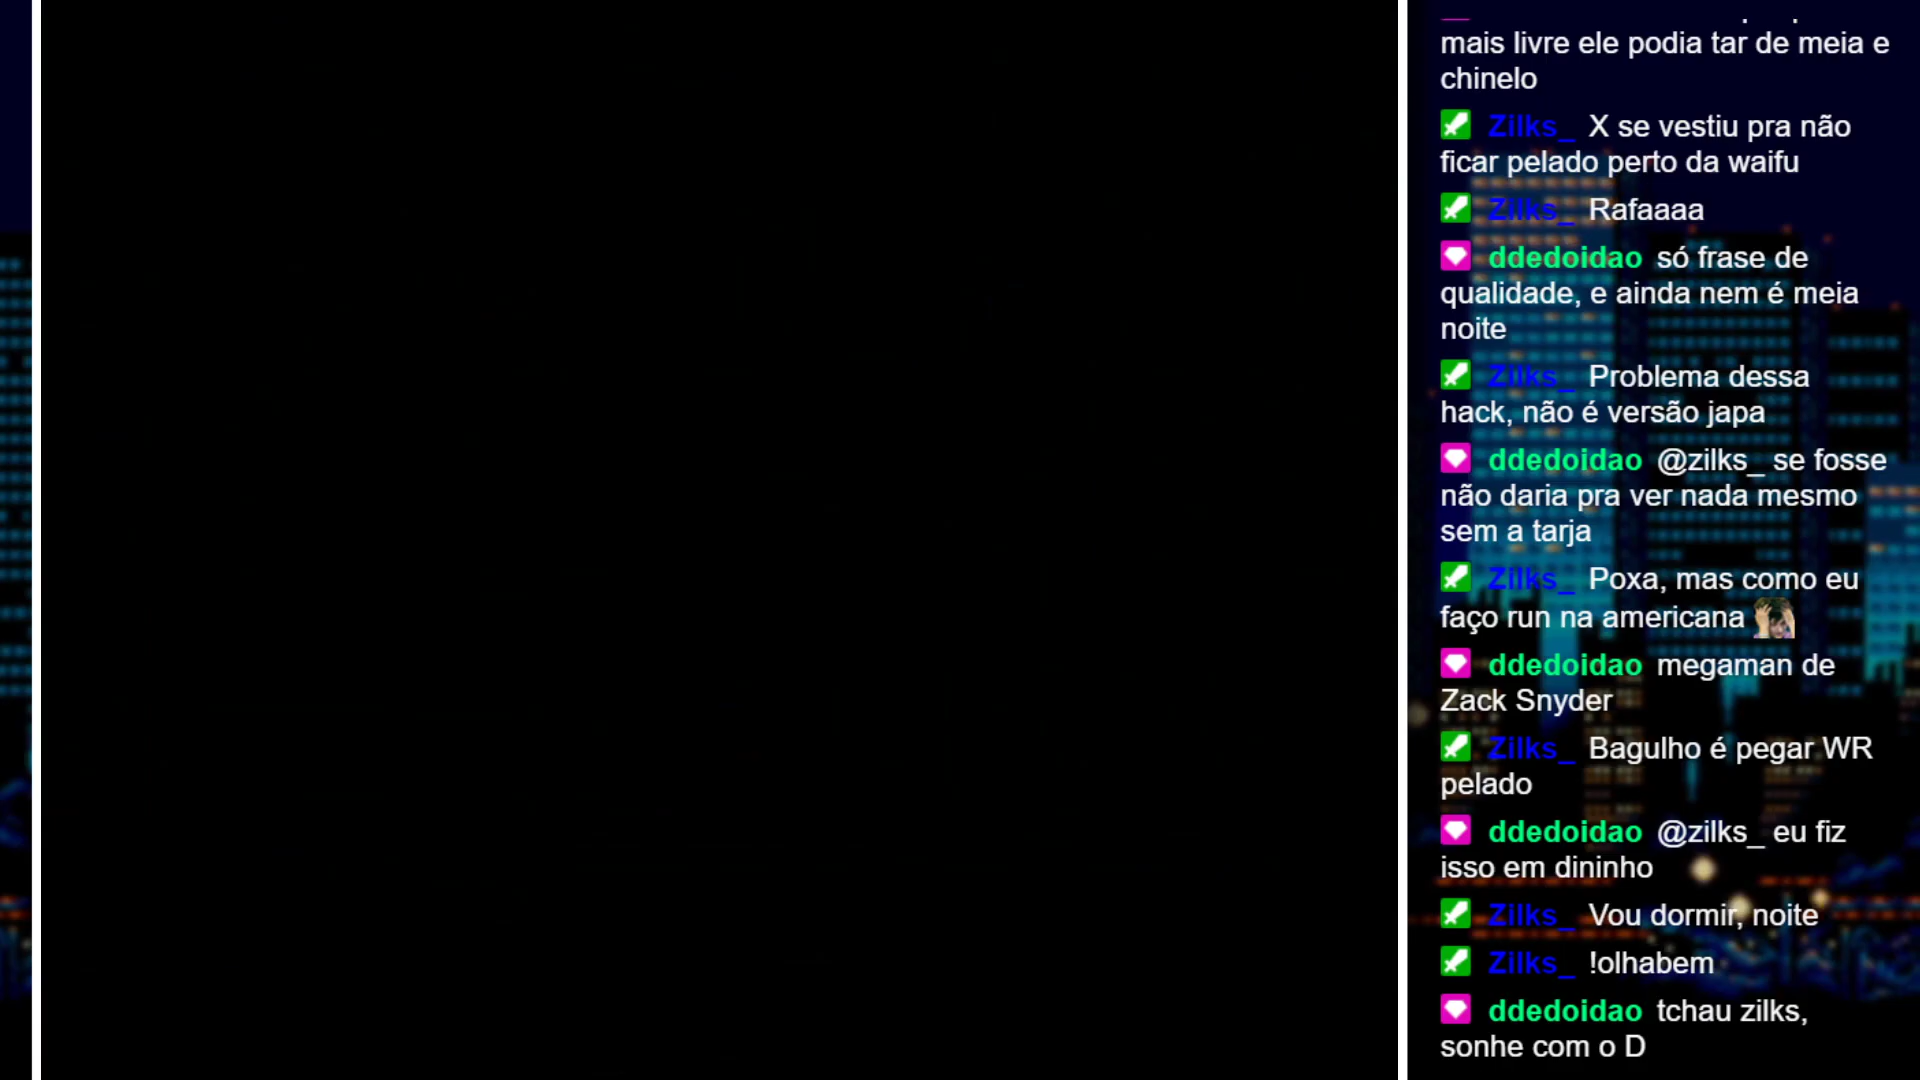 mais livre ele podia tar de meia e
chinelo
Zilks_ X se vestiu pra não
ficar pelado perto da waifu
Zilks_ Rafaaaa
ddedoidao só frase de
qualidade, e ainda nem é meia
noite
Zilks_ Problema dessa
hack, não é versão japa
ddedoidao @zilks_ se fosse
não daria pra ver nada mesmo
sem a tarja
Zilks_ Poxa, mas como eu
faço run na americana
ddedoidao megaman de
Zack Snyder
Zilks_ Bagulho é pegar WR
pelado
ddedoidao @zilks_ eu fiz
isso em dininho
Zilks_ Vou dormir, noite
Zilks_ !olhabem
ddedoidao tchau zilks,
sonhe com o D